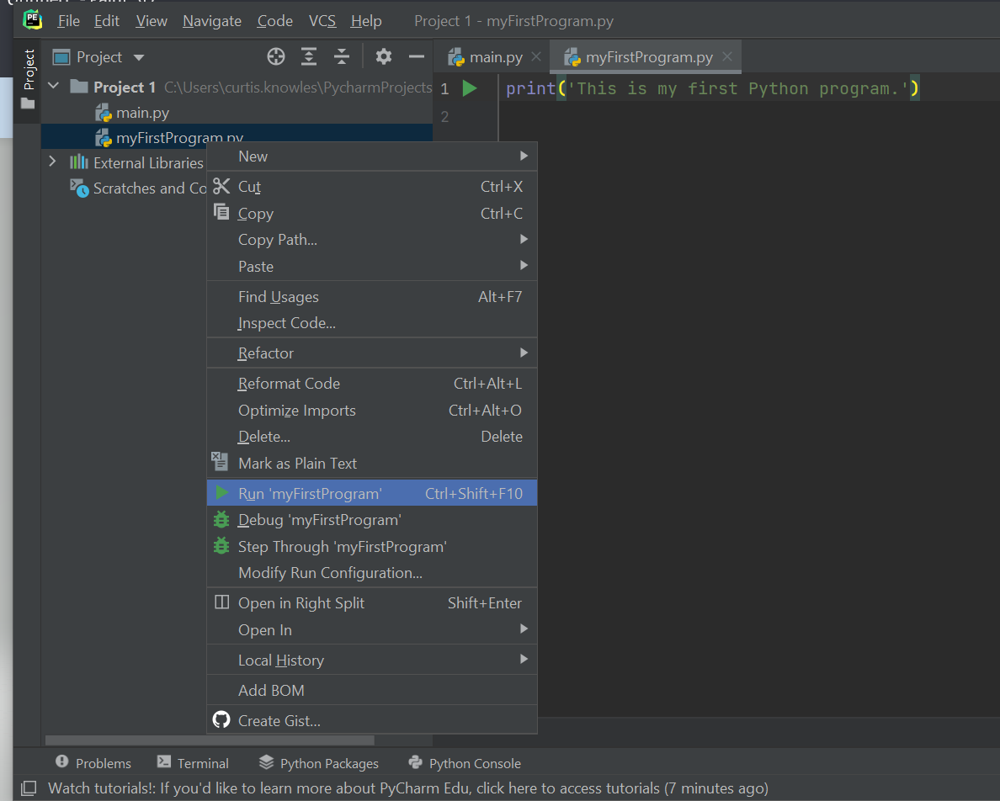 PE File Edit View Navigate Code VCS Help Project 1 - myFirstProgram.py
Project
Project
main.py myFirstProgram.py
Project 1 C:\Users\curtis.knowles\PycharmProjects
main.py
myFirstProgram.py
External Libraries
Scratches and Co
1 print('This is my first Python program.')
2
New
Cut Ctrl+X
Copy Ctrl+C
Copy Path...
Paste
Find Usages Alt+F7
Inspect Code...
Refactor
Reformat Code Ctrl+Alt+L
Optimize Imports Ctrl+Alt+O
Delete... Delete
Mark as Plain Text
Run 'myFirstProgram' Ctrl+Shift+F10
Debug 'myFirstProgram'
Step Through 'myFirstProgram'
Modify Run Configuration...
Open in Right Split Shift+Enter
Open In
Local History
Add BOM
Create Gist...
Problems Terminal Python Packages Python Console
Watch tutorials!: If you'd like to learn more about PyCharm Edu, click here to access tutorials (7 minutes ago)